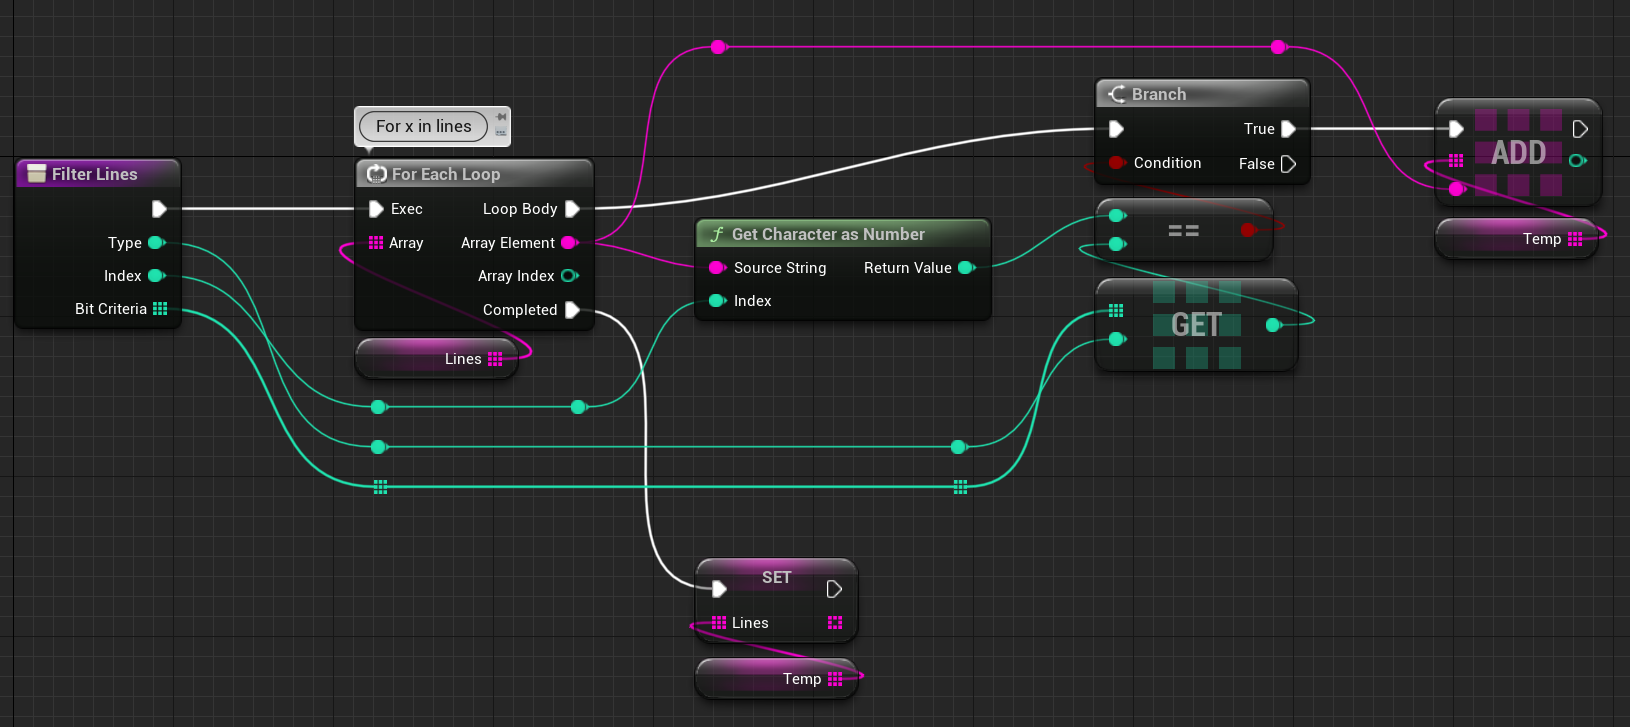 For x in lines
Filter Lines
Type
Index
Bit Criteria
For Each Loop
Exec
Loop Body
Array
Array Element
Array Index
Completed
Lines
Get Character as Number
Source String
Return Value
Index
Branch
True
Condition
False
==
GET
ADD
Temp
SET
Lines
Temp